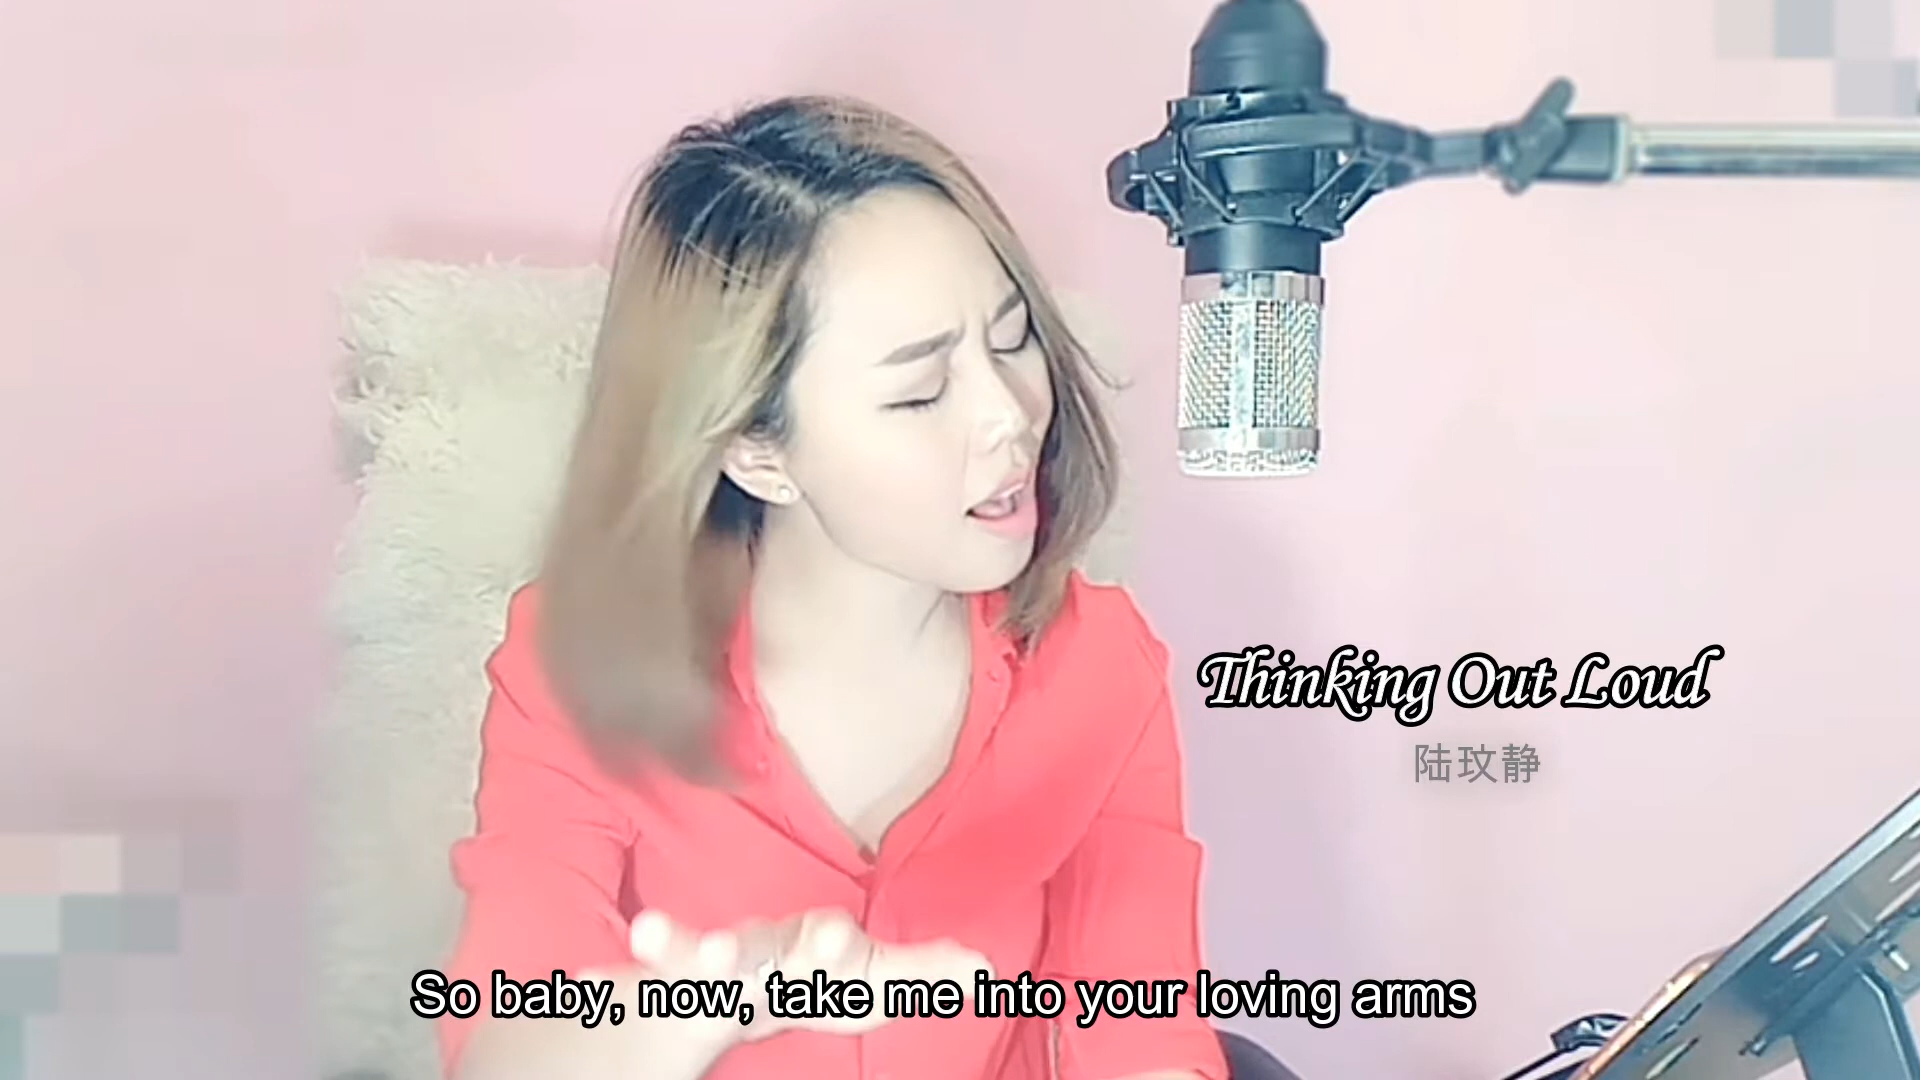 Thinking Out Loud
陆玟静
So baby, now, take me into your loving arms